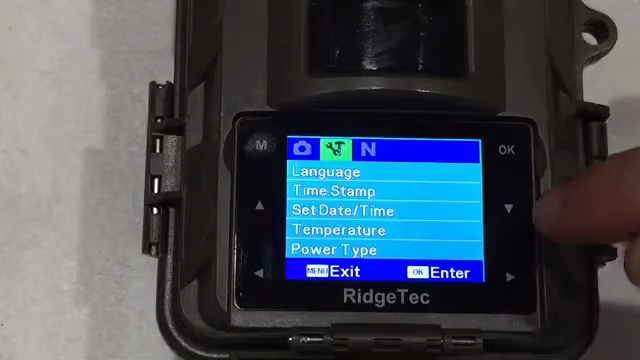 M
OK
N
Language
Time Stamp
Set Date/Time
Temperature
Power Type
MENU Exit
OK Enter
RidgeTec